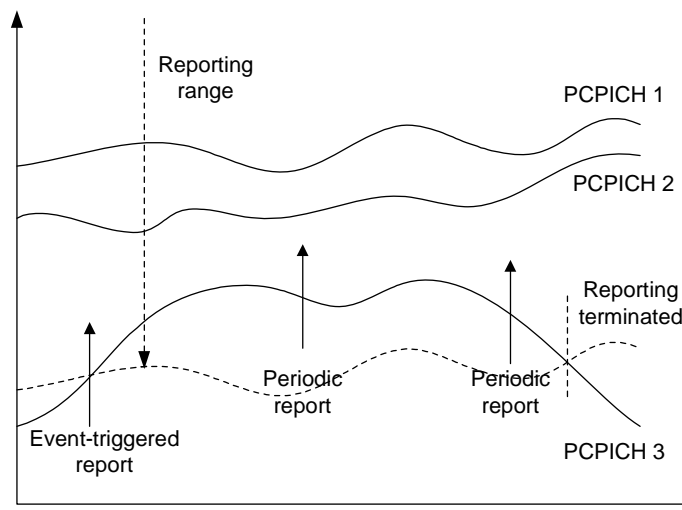 Reporting
range
PCPICH 1
PCPICH 2
Reporting
terminated
Periodic
report
Periodic
report
Event-triggered
report
PCPICH 3